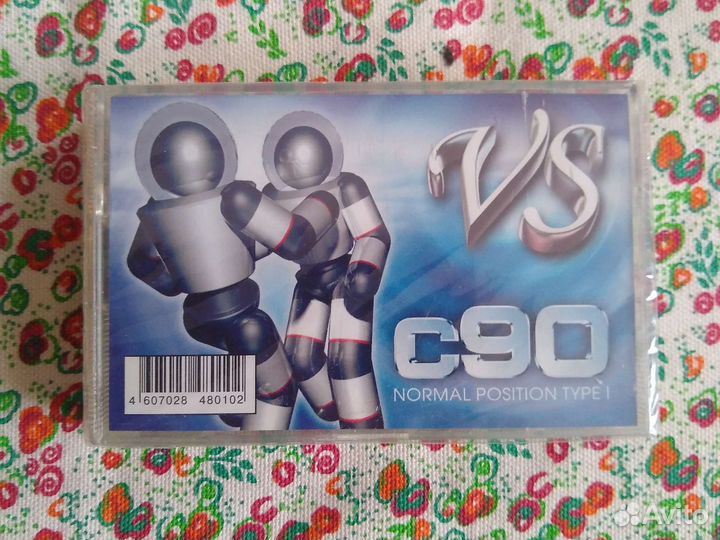 VS
c90
NORMAL POSITION TYPE I
4 607028 480102
Avito